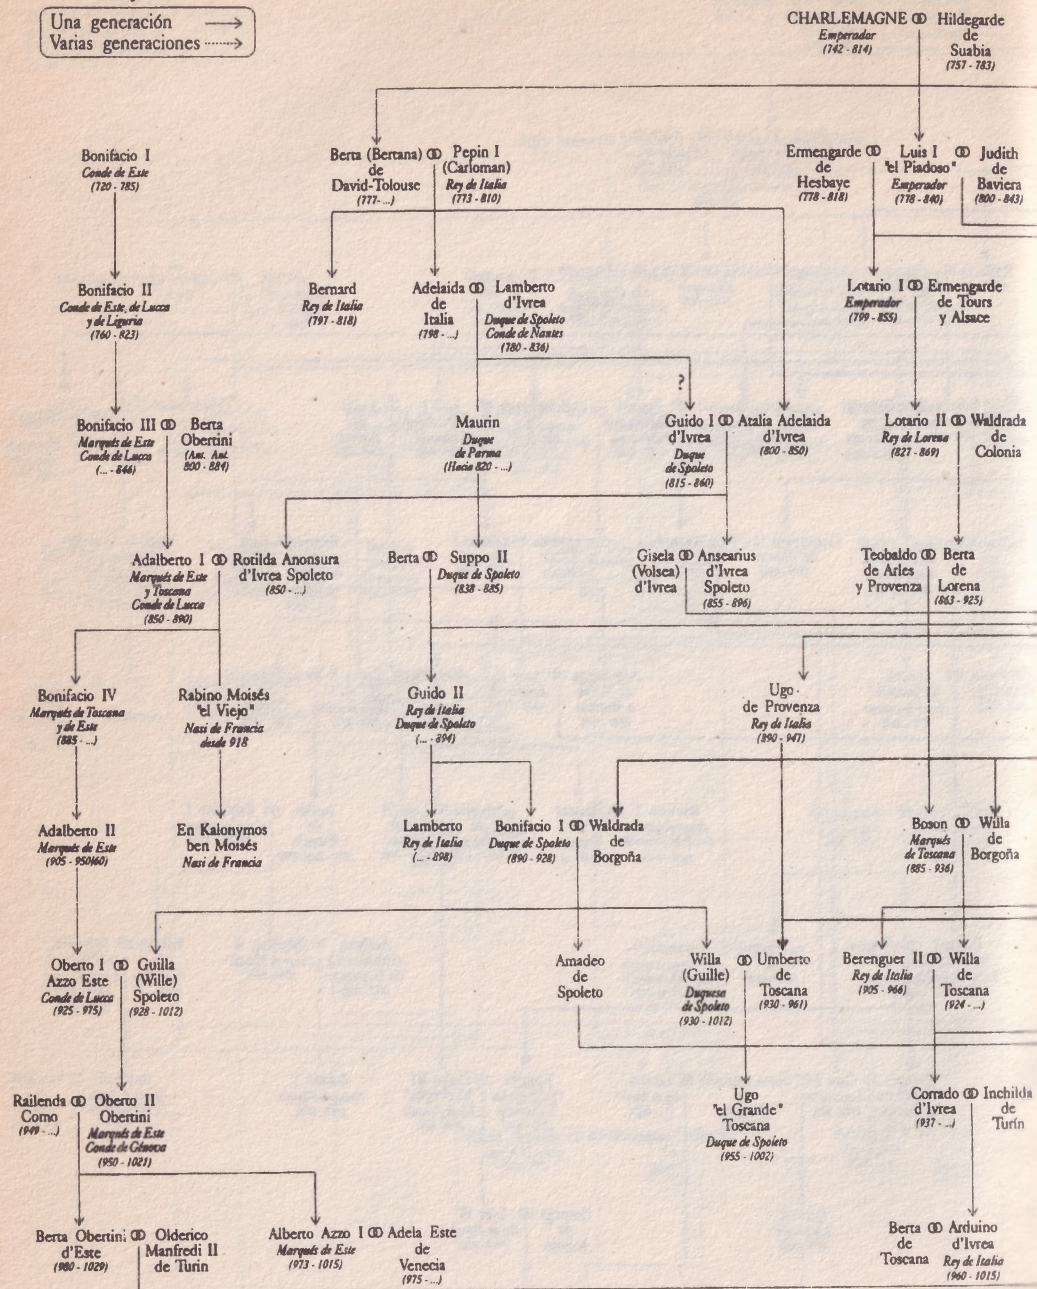 Una generación
Varias generaciones
CHARLEMAGNE ⚭ Hildegarde
Emperador
de
(742 - 814)
Suabia
(757 - 783)
Bonifacio I
Conde de Este
(720 - 785)
Berta (Bertana) ⚭ Pepin I
de
(Carloman)
David-Tolouse
Rey de Italia
(777- ...)
(773 - 810)
Ermengarde ⚭ Luis I ⚭ Judith
de
"el Piadoso"
de
Hesbaye
Emperador
Baviera
(778 - 818)
(778 - 840)
(800 - 843)
Bonifacio II
Conde de Este, de Lucca
y de Liguria
(760 - 823)
Bernard
Rey de Italia
(797 - 818)
Adelaida ⚭ Lamberto
de
d'Ivrea
Italia
Duque de Spoleto
(798 - ...)
Conde de Nantes
(780 - 836)
Lotario I ⚭ Ermengarde
Emperador
de Tours
(799 - 855)
y Alsace
?
Bonifacio III ⚭ Berta
Marqués de Este
Obertini
Conde de Lucca
(Ans. Ant.
(... - 846)
800 - 884)
Maurin
Duque
de Parma
(Hacia 820 - ...)
Guido I ⚭ Atalia Adelaida
d'Ivrea
d'Ivrea
Duque
(800 - 850)
de Spoleto
(815 - 860)
Lotario II ⚭ Waldrada
Rey de Lorena
de
(827 - 869)
Colonia
Adalberto I ⚭ Rotilda Anonsura
Marqués de Este
d'Ivrea Spoleto
y Toscana
(850 - ...)
Conde de Lucca
(850 - 890)
Berta ⚭ Suppo II
Duque de Spoleto
(838 - 885)
Gisela ⚭ Anscarius
(Volsea)
d'Ivrea
d'Ivrea
Spoleto
(855 - 896)
Teobaldo ⚭ Berta
de Arles
de
y Provenza
Lorena
(863 - 925)
Bonifacio IV
Marqués de Toscana
y de Este
(885 - ...)
Rabino Moisés
"el Viejo"
Nasi de Francia
desde 918
Guido II
Rey de Italia
Duque de Spoleto
(... - 894)
Ugo
de Provenza
Rey de Italia
(890 - 947)
Adalberto II
Marqués de Este
(905 - 950/60)
En Kalonymos
ben Moisés
Nasi de Francia
Lamberto
Rey de Italia
(... - 898)
Bonifacio I ⚭ Waldrada
Duque de Spoleto
de
(890 - 928)
Borgoña
Boson ⚭ Willa
Marqués
de
de Toscana
Borgoña
(885 - 936)
Oberto I ⚭ Guilla
Azzo Este
(Wille)
Conde de Lucca
Spoleto
(925 - 975)
(928 - 1012)
Amadeo
de
Spoleto
Willa ⚭ Umberto
(Guille)
de
Duquesa
Toscana
de Spoleto
(930 - 961)
(930 - 1012)
Berenguer II ⚭ Willa
Rey de Italia
de
(905 - 966)
Toscana
(924 - ...)
Railenda ⚭ Oberto II
Como
Obertini
(949 - ...)
Marqués de Este
Conde de Génova
(950 - 1021)
Ugo
"el Grande"
Toscana
Duque de Spoleto
(955 - 1002)
Corrado ⚭ Inchilda
d'Ivrea
de
(937 - ...)
Turín
Berta Obertini ⚭ Olderico
d'Este
Manfredi II
(980 - 1029)
de Turin
Alberto Azzo I ⚭ Adela Este
Marqués de Este
de
(973 - 1015)
Venecia
(975 - ...)
Berta ⚭ Arduino
de
d'Ivrea
Toscana
Rey de Italia
(960 - 1015)